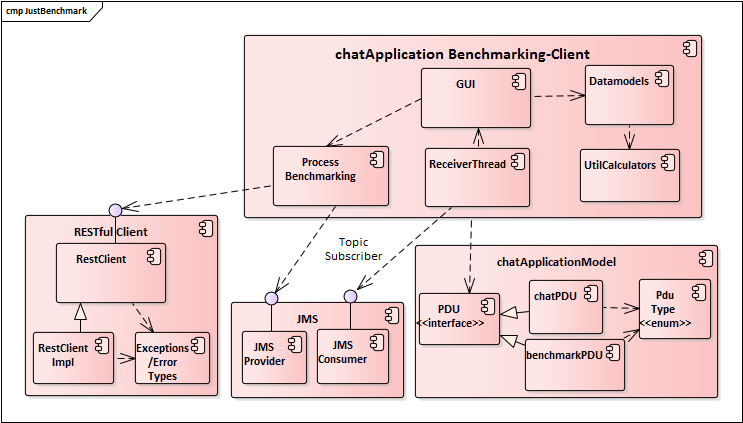 cmp JustBenchmark
chatApplication Benchmarking-Client
GUI
Datamodels
Process
Benchmarking
ReceiverThread
UtilCalculators
RESTful Client
RestClient
RestClient
Impl
Exceptions
/Error
Types
Topic
Subscriber
JMS
JMS
Provider
JMS
Consumer
chatApplicationModel
PDU
<<interface>>
chatPDU
Pdu
Type
<<enum>>
benchmarkPDU